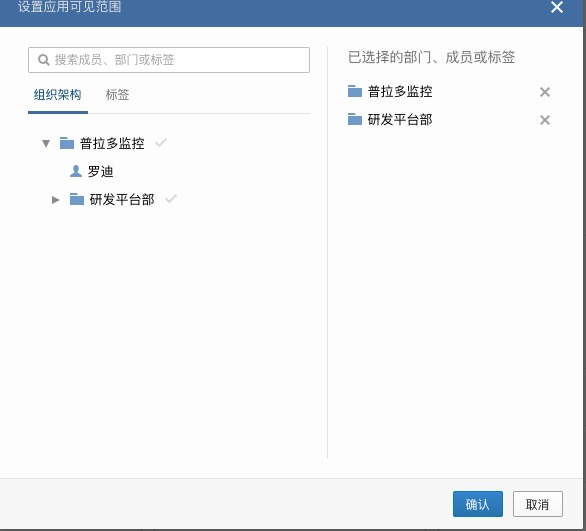 设置应用可见范围
搜索成员、部门或标签
组织架构 标签
普拉多监控
罗迪
研发平台部
已选择的部门、成员或标签
普拉多监控
研发平台部
确认 取消